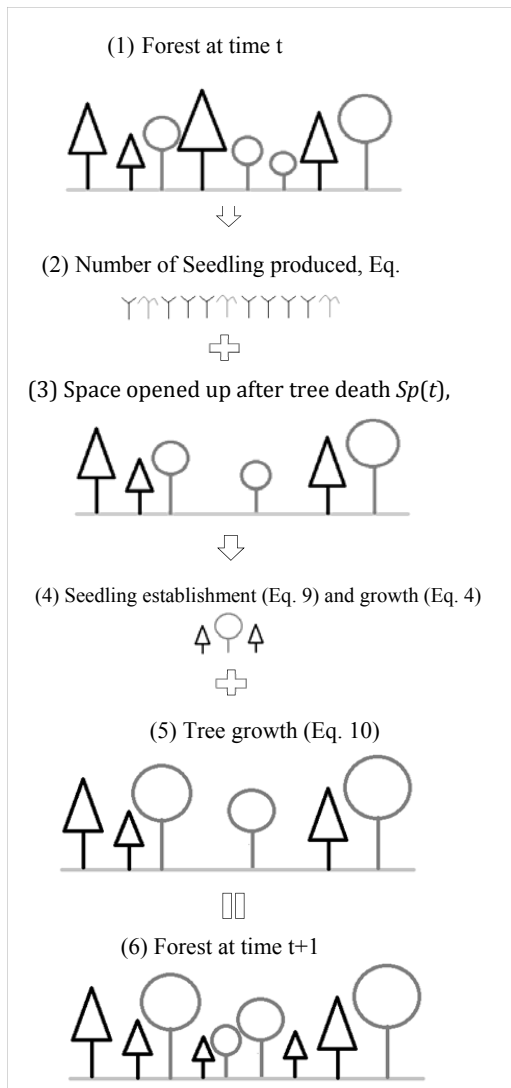 (1) Forest at time t
(2) Number of Seedling produced, Eq.
(3) Space opened up after tree death Sp(t),
(4) Seedling establishment (Eq. 9) and growth (Eq. 4)
(5) Tree growth (Eq. 10)
(6) Forest at time t+1